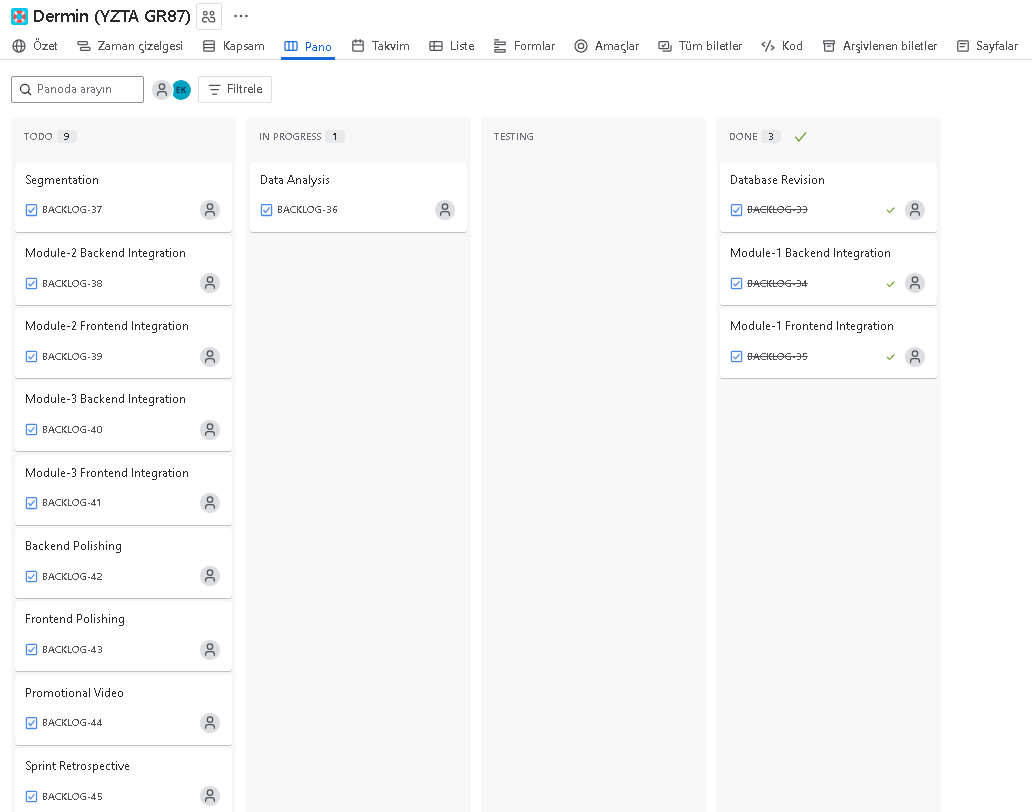 Dermin (YZTA GR87)
Özet Zaman çizelgesi Kapsam Pano Takvim Liste Formlar Amaçlar Tüm biletler Kod Arşivlenen biletler Sayfalar
Panoda arayın EK Filtrele
TODO 9
Segmentation
BACKLOG-37
Module-2 Backend Integration
BACKLOG-38
Module-2 Frontend Integration
BACKLOG-39
Module-3 Backend Integration
BACKLOG-40
Module-3 Frontend Integration
BACKLOG-41
Backend Polishing
BACKLOG-42
Frontend Polishing
BACKLOG-43
Promotional Video
BACKLOG-44
Sprint Retrospective
BACKLOG-45
IN PROGRESS 1
Data Analysis
BACKLOG-36
TESTING
DONE 3
Database Revision
BACKLOG-33
Module-1 Backend Integration
BACKLOG-34
Module-1 Frontend Integration
BACKLOG-35